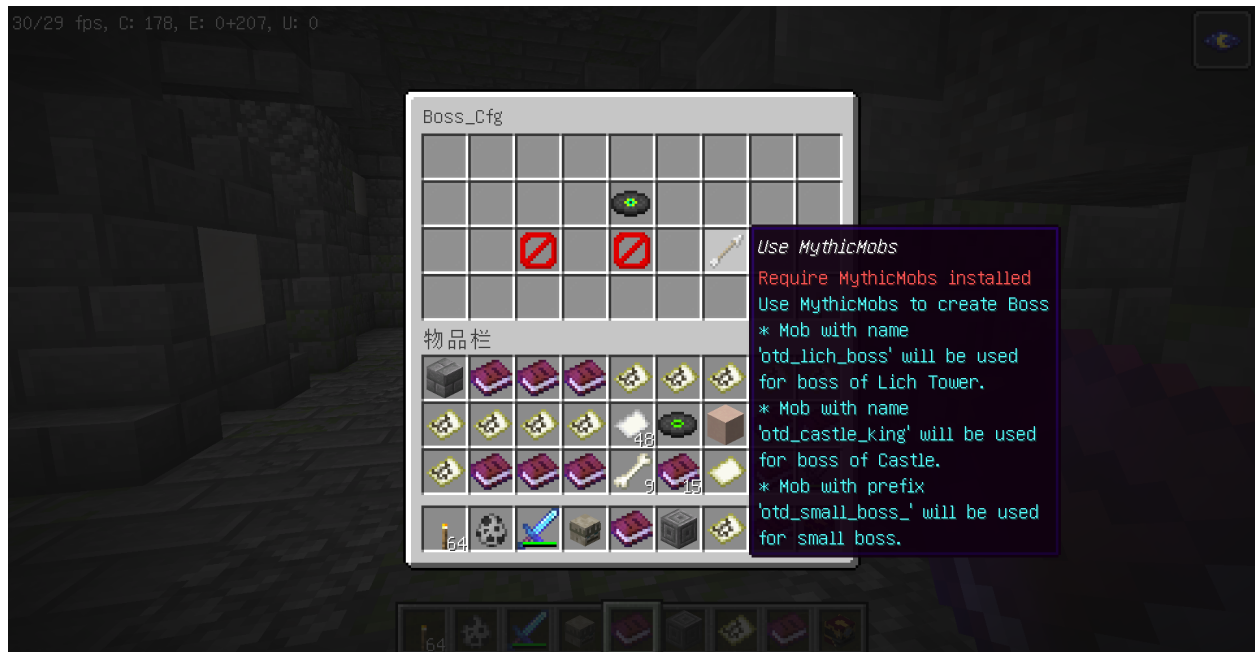 30/29 fps, C: 178, E: 0+207, U: 0
Boss_Cfg
Use MythicMobs
Require MythicMobs installed
Use MythicMobs to create Boss
* Mob with name
'otd_lich_boss' will be used
for boss of Lich Tower.
* Mob with name
'otd_castle_king' will be used
for boss of Castle.
* Mob with prefix
'otd_small_boss_' will be used
for small boss.
物品栏
48
9
15
64
64